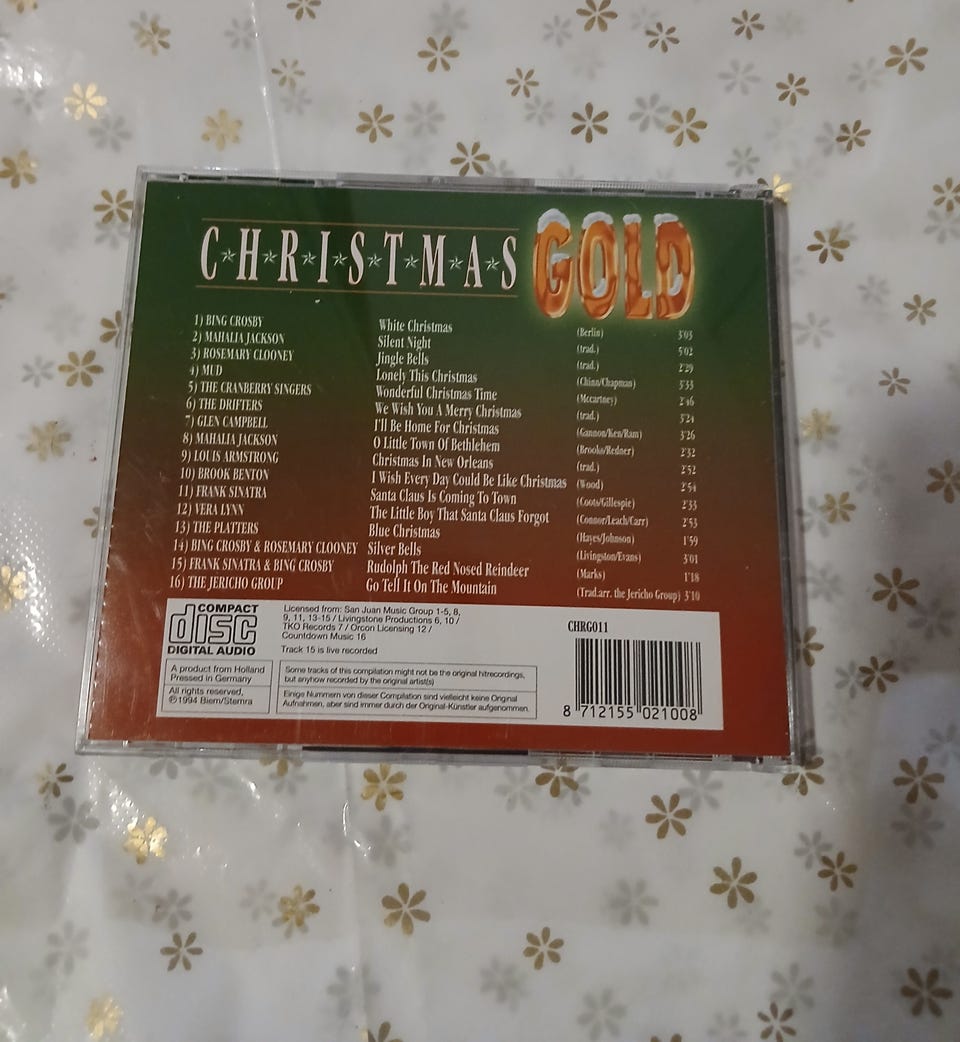 C★H★R★I★S★T★M★A★S GOLD
1) BING CROSBY White Christmas (Berlin) 3'03
2) MAHALIA JACKSON Silent Night (trad.) 5'02
3) ROSEMARY CLOONEY Jingle Bells (trad.) 2'29
4) MUD Lonely This Christmas (Chinn/Chapman) 3'33
5) THE CRANBERRY SINGERS Wonderful Christmas Time (Mccartney) 2'46
6) THE DRIFTERS We Wish You A Merry Christmas (trad.) 3'24
7) GLEN CAMPBELL I'll Be Home For Christmas (Gannon/Ken/Ram) 3'26
8) MAHALIA JACKSON O Little Town Of Bethlehem (Brooks/Redner) 2'32
9) LOUIS ARMSTRONG Christmas In New Orleans (trad.) 2'52
10) BROOK BENTON I Wish Every Day Could Be Like Christmas (Wood) 2'54
11) FRANK SINATRA Santa Claus Is Coming To Town (Coots/Gillespie) 2'33
12) VERA LYNN The Little Boy That Santa Claus Forgot (Connor/Leach/Carr) 2'53
13) THE PLATTERS Blue Christmas (Hayes/Johnson) 1'59
14) BING CROSBY & ROSEMARY CLOONEY Silver Bells (Livingston/Evans) 3'01
15) FRANK SINATRA & BING CROSBY Rudolph The Red Nosed Reindeer (Marks) 1'18
16) THE JERICHO GROUP Go Tell It On The Mountain (Trad.arr. the Jericho Group) 3'10
COMPACT
disc
DIGITAL AUDIO
Licensed from: San Juan Music Group 1-5, 8,
9, 11, 13-15 / Livingstone Productions 6, 10 /
TKO Records 7 / Orcon Licensing 12 /
Countdown Music 16
Track 15 is live recorded
A product from Holland
Pressed in Germany
All rights reserved,
℗1994 Biem/Stemra
Some tracks of this compilation might not be the original hitrecordings,
but anyhow recorded by the original artist(s)
Einige Nummern von dieser Compilation sind vielleicht keine Original
Aufnahmen, aber sind immer durch der Original-Künstler aufgenommen.
CHRG011
8 712155 021008